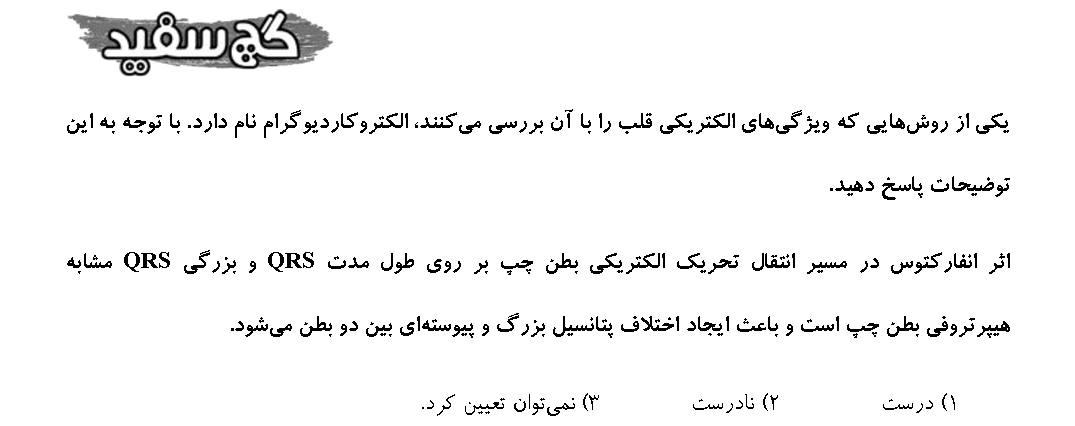 گچ سفید
یکی از روش‌هایی که ویژگی‌های الکتریکی قلب را با آن بررسی می‌کنند، الکتروکاردیوگرام نام دارد. با توجه به این
توضیحات پاسخ دهید.
اثر انفارکتوس در مسیر انتقال تحریک الکتریکی بطن چپ بر روی طول مدت QRS و بزرگی QRS مشابه
هیپرتروفی بطن چپ است و باعث ایجاد اختلاف پتانسیل بزرگ و پیوسته‌ای بین دو بطن می‌شود.
۱) درست ۲) نادرست ۳) نمی‌توان تعیین کرد.